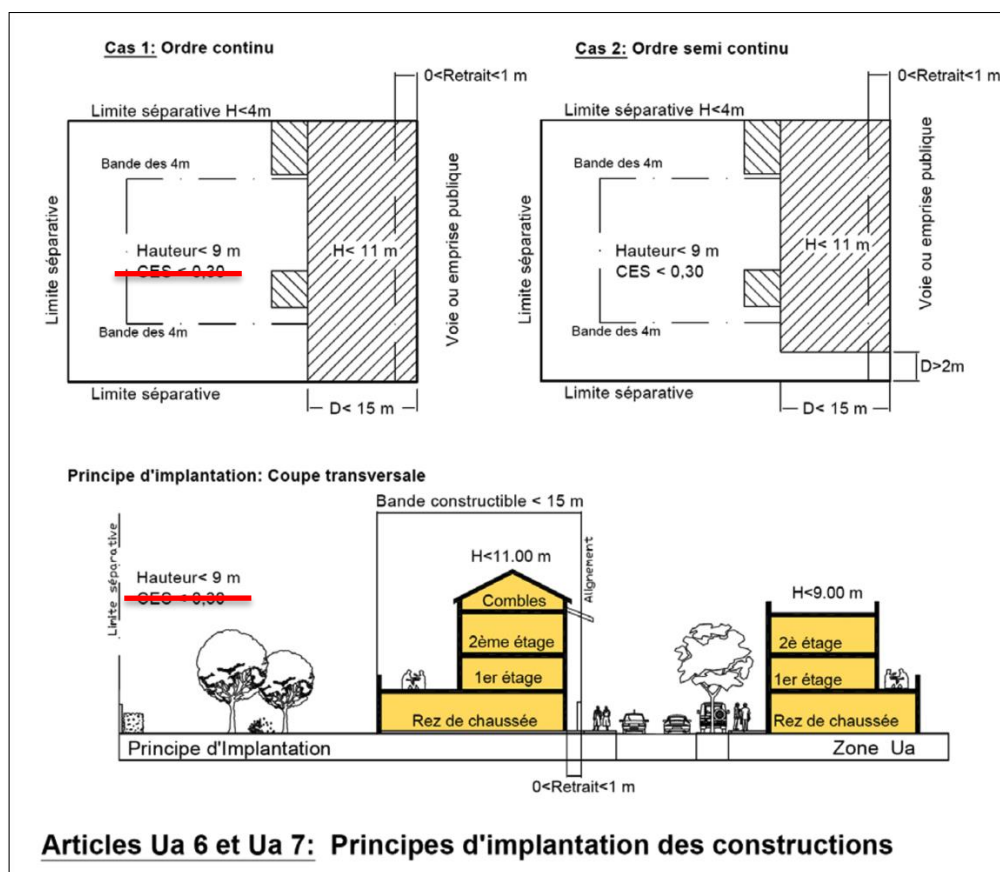 Cas 1: Ordre continu
0<Retrait<1 m
Limite séparative H<4m
Bande des 4m
Limite séparative
Hauteur< 9 m
CES < 0,30
H< 11 m
Voie ou emprise publique
Bande des 4m
Limite séparative
D< 15 m
Cas 2: Ordre semi continu
0<Retrait<1 m
Limite séparative H<4m
Bande des 4m
Limite séparative
Hauteur< 9 m
CES < 0,30
H< 11 m
Voie ou emprise publique
Bande des 4m
D>2m
Limite séparative
D< 15 m
Principe d'implantation: Coupe transversale
Bande constructible < 15 m
Limite séparative
Hauteur< 9 m
CES < 0,30
H<11.00 m
Alignement
H<9.00 m
Combles
2ème étage
1er étage
Rez de chaussée
2è étage
1er étage
Rez de chaussée
Principe d'Implantation
Zone Ua
0<Retrait<1 m
Articles Ua 6 et Ua 7: Principes d'implantation des constructions